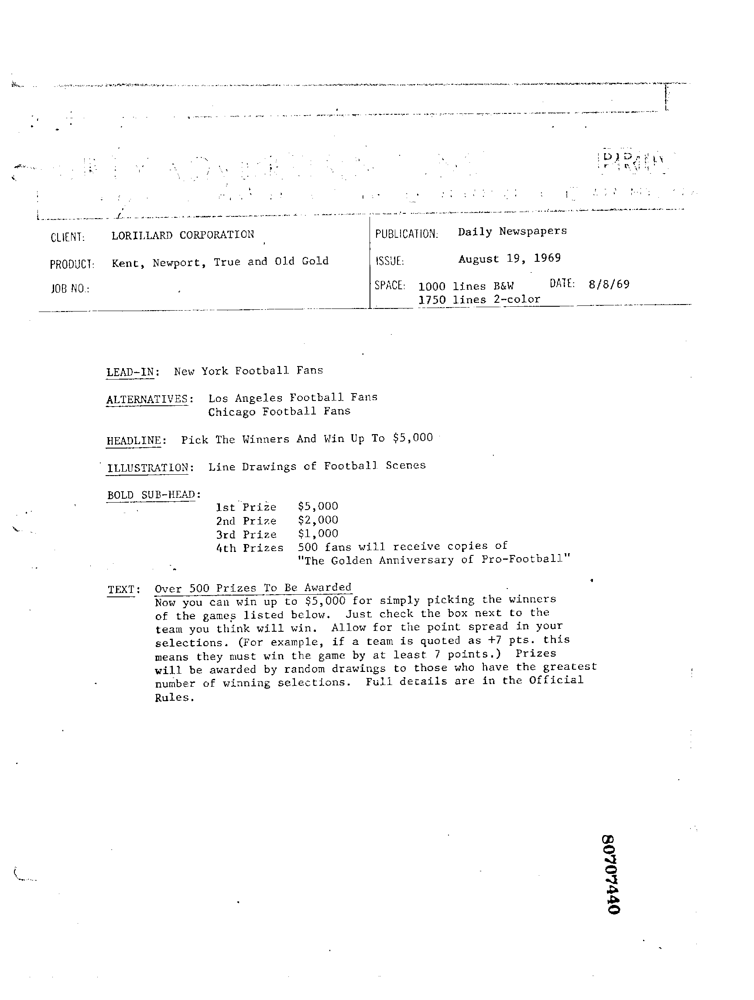 CLIENT: LORILLARD CORPORATION
PUBLICATION: Daily Newspapers
PRODUCT: Kent, Newport, True and Old Gold
ISSUE: August 19, 1969
JOB NO.:
SPACE: 1000 lines B&W DATE: 8/8/69
1750 lines 2-color
LEAD-IN: New York Football Fans
ALTERNATIVES: Los Angeles Football Fans
Chicago Football Fans
HEADLINE: Pick The Winners And Win Up To $5,000
ILLUSTRATION: Line Drawings of Football Scenes
BOLD SUB-HEAD:
1st Prize $5,000
2nd Prize $2,000
3rd Prize $1,000
4th Prizes 500 fans will receive copies of
"The Golden Anniversary of Pro-Football"
TEXT: Over 500 Prizes To Be Awarded
Now you can win up to $5,000 for simply picking the winners
of the games listed below. Just check the box next to the
team you think will win. Allow for the point spread in your
selections. (For example, if a team is quoted as +7 pts. this
means they must win the game by at least 7 points.) Prizes
will be awarded by random drawings to those who have the greatest
number of winning selections. Full details are in the Official
Rules.
80707440